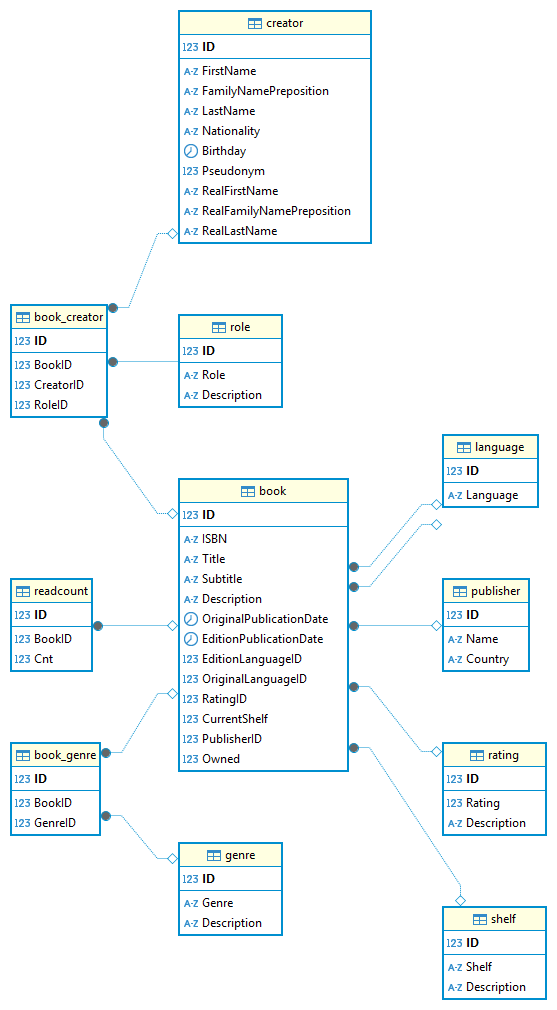 creator
123 ID
A-Z FirstName
A-Z FamilyNamePreposition
A-Z LastName
A-Z Nationality
Birthday
123 Pseudonym
A-Z RealFirstName
A-Z RealFamilyNamePreposition
A-Z RealLastName
book_creator
123 ID
123 BookID
123 CreatorID
123 RoleID
role
123 ID
A-Z Role
A-Z Description
book
123 ID
A-Z ISBN
A-Z Title
A-Z Subtitle
A-Z Description
OriginalPublicationDate
EditionPublicationDate
123 EditionLanguageID
123 OriginalLanguageID
123 RatingID
123 CurrentShelf
123 PublisherID
123 Owned
language
123 ID
A-Z Language
readcount
123 ID
123 BookID
123 Cnt
publisher
123 ID
A-Z Name
A-Z Country
book_genre
123 ID
123 BookID
123 GenreID
rating
123 ID
123 Rating
A-Z Description
genre
123 ID
A-Z Genre
A-Z Description
shelf
123 ID
A-Z Shelf
A-Z Description